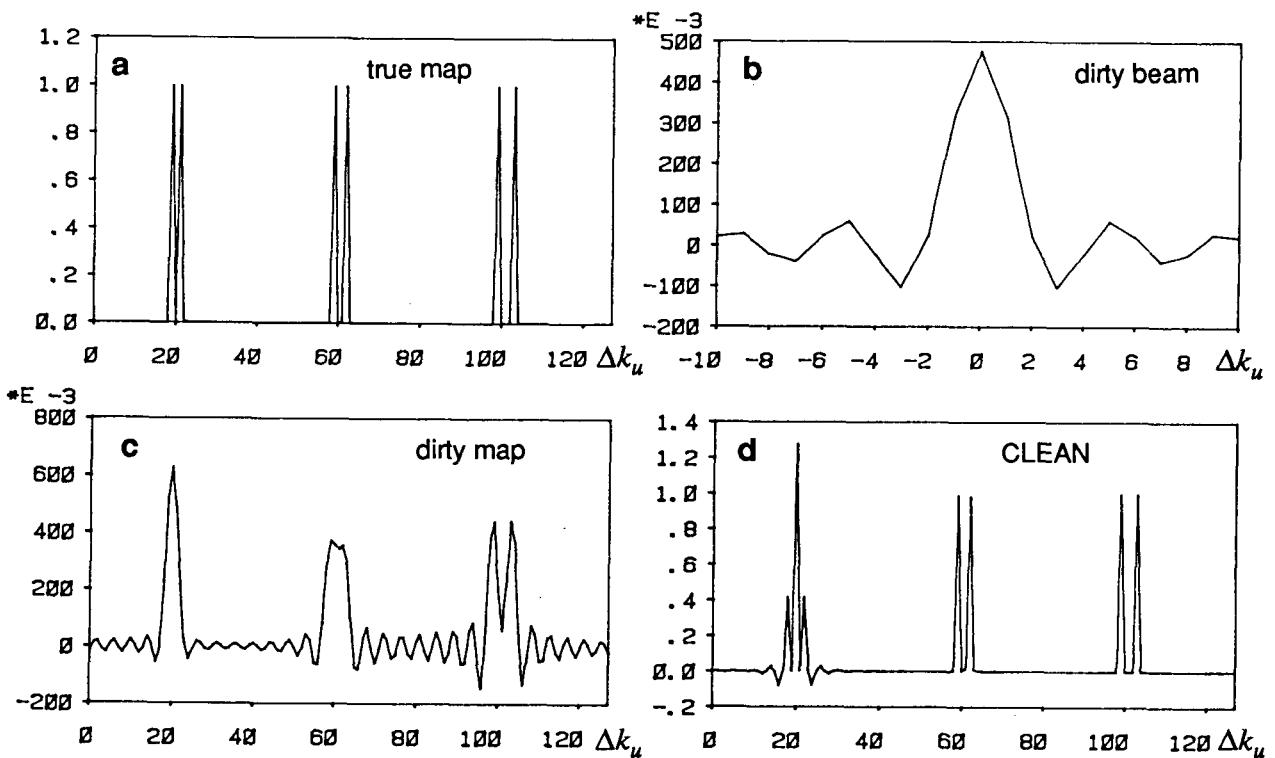 a
true map
1.2
1.0
.8
.6
.4
.2
0.0
0 20 40 60 80 100 120 Δkᵤ
*E -3
b
dirty beam
500
400
300
200
100
0
-100
-200
-10 -8 -6 -4 -2 0 2 4 6 8 Δkᵤ
*E -3
c
dirty map
800
600
400
200
0
-200
0 20 40 60 80 100 120 Δkᵤ
d
CLEAN
1.4
1.2
1.0
.8
.6
.4
.2
0.0
-.2
0 20 40 60 80 100 120 Δkᵤ